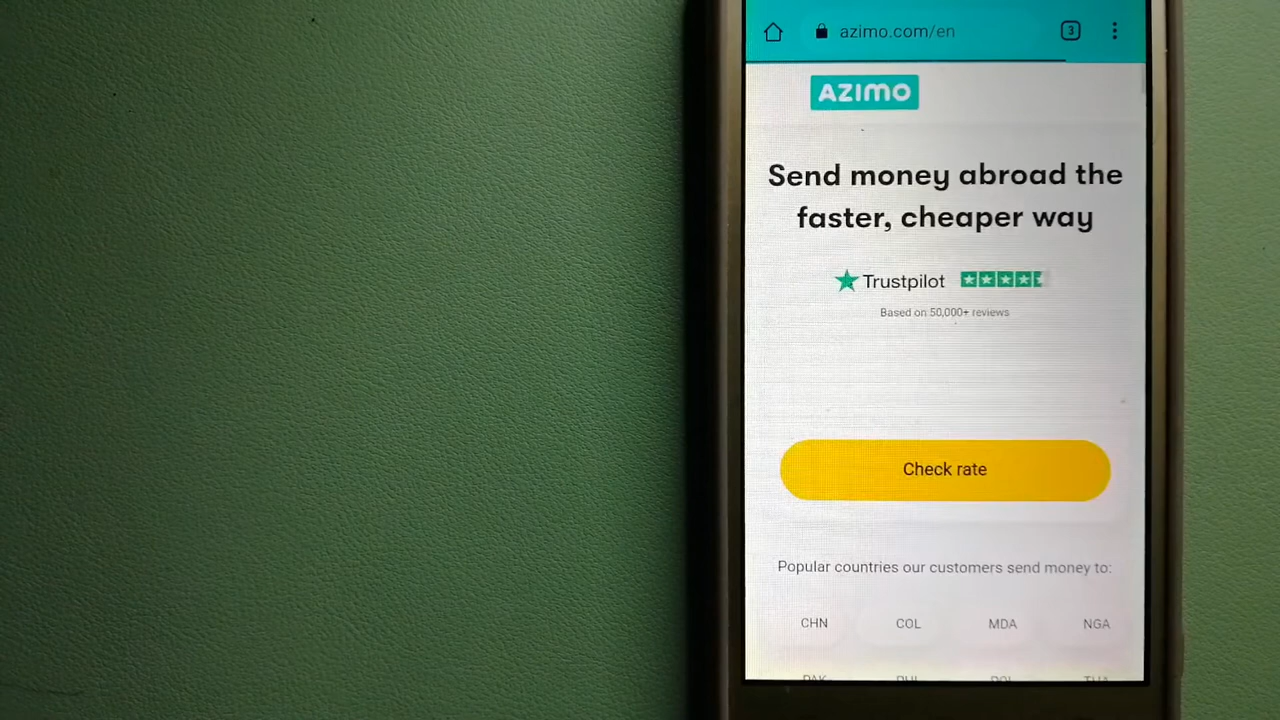 azimo.com/en
3
AZIMO
Send money abroad the
faster, cheaper way
Trustpilot
Based on 50,000+ reviews
Check rate
Popular countries our customers send money to:
CHN COL MDA NGA